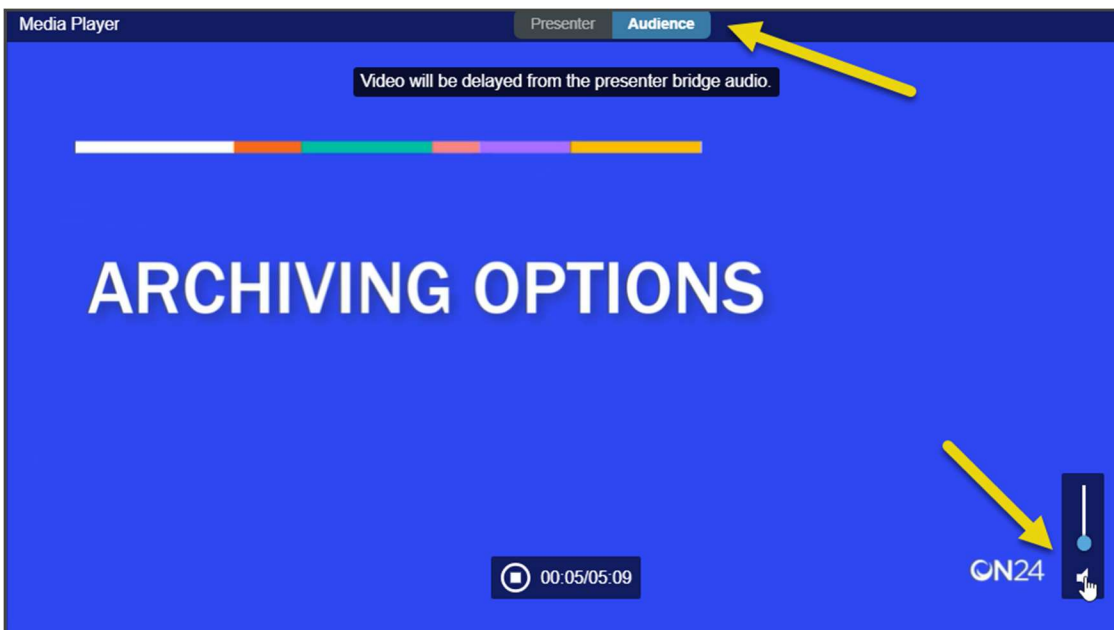 Media Player
Presenter Audience
Video will be delayed from the presenter bridge audio.
ARCHIVING OPTIONS
00:05/05:09
ON24